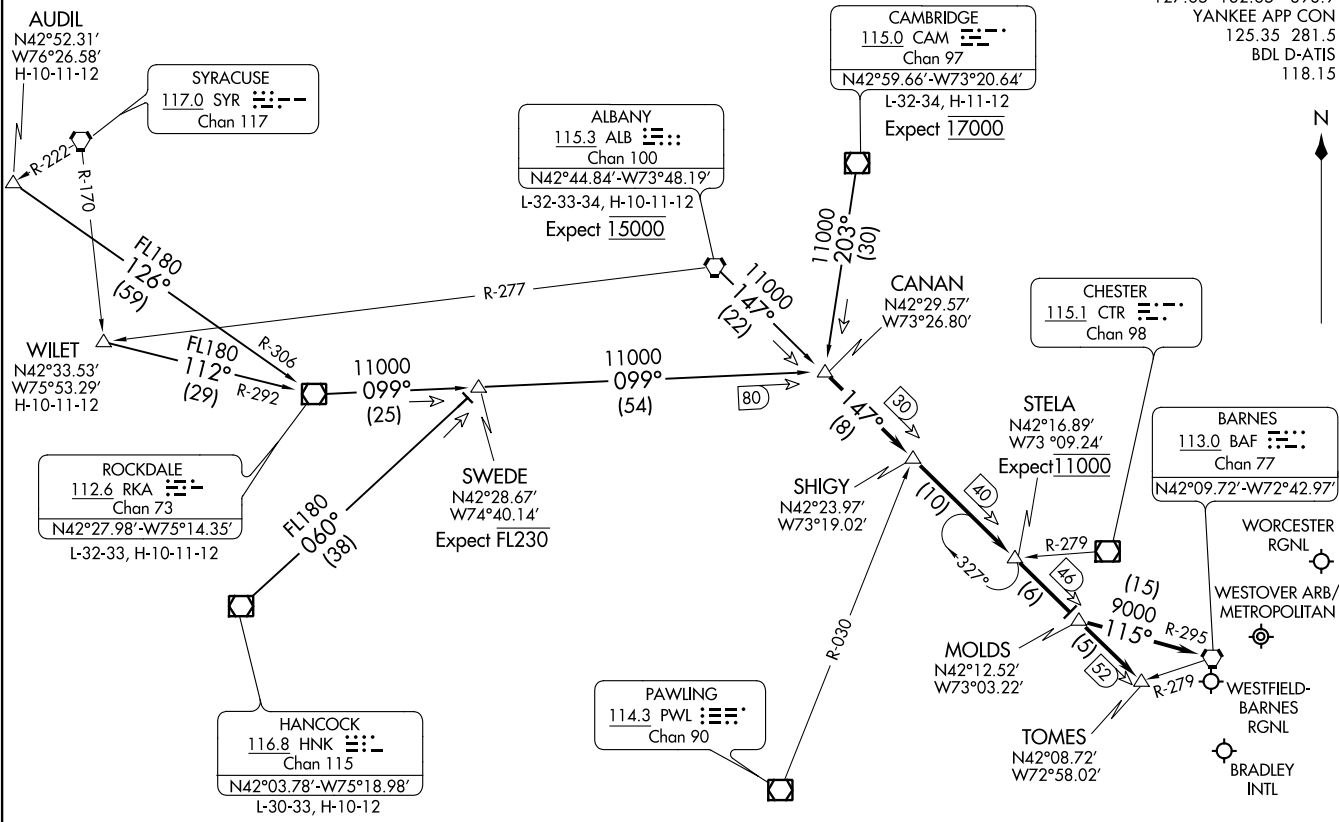 AUDIL
N42°52.31'
W76°26.58'
H-10-11-12
SYRACUSE
117.0 SYR
Chan 117
R-222
R-170
ALBANY
115.3 ALB
Chan 100
N42°44.84'-W73°48.19'
L-32-33-34, H-10-11-12
Expect 15000
CAMBRIDGE
115.0 CAM
Chan 97
N42°59.66'-W73°20.64'
L-32-34, H-11-12
Expect 17000
YANKEE APP CON
125.35 281.5
BDL D-ATIS
118.15
N
FL180
126°
(59)
R-306
WILET
N42°33.53'
W75°53.29'
H-10-11-12
FL180
112°
(29)
R-292
R-277
11000
147°
(22)
11000
203°
(30)
CANAN
N42°29.57'
W73°26.80'
CHESTER
115.1 CTR
Chan 98
11000
099°
(25)
11000
099°
(54)
80
147°
(8)
30
ROCKDALE
112.6 RKA
Chan 73
N42°27.98'-W75°14.35'
L-32-33, H-10-11-12
SWEDE
N42°28.67'
W74°40.14'
Expect FL230
FL180
060°
(38)
SHIGY
N42°23.97'
W73°19.02'
(10)
40
STELA
N42°16.89'
W73°09.24'
Expect 11000
BARNES
113.0 BAF
Chan 77
N42°09.72'-W72°42.97'
R-279
327°
(6)
46
(15)
9000
115°
R-295
WORCESTER
RGNL
WESTOVER ARB/
METROPOLITAN
HANCOCK
116.8 HNK
Chan 115
N42°03.78'-W75°18.98'
L-30-33, H-10-12
R-030
PAWLING
114.3 PWL
Chan 90
MOLDS
N42°12.52'
W73°03.22'
(5)
52
R-279
TOMES
N42°08.72'
W72°58.02'
WESTFIELD-
BARNES
RGNL
BRADLEY
INTL